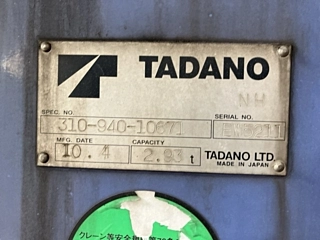 TADANO
NH
SPEC. NO.
SERIAL NO.
310-940-10671
MFG. DATE
CAPACITY
10.4
2.93 t
TADANO LTD.
MADE IN JAPAN